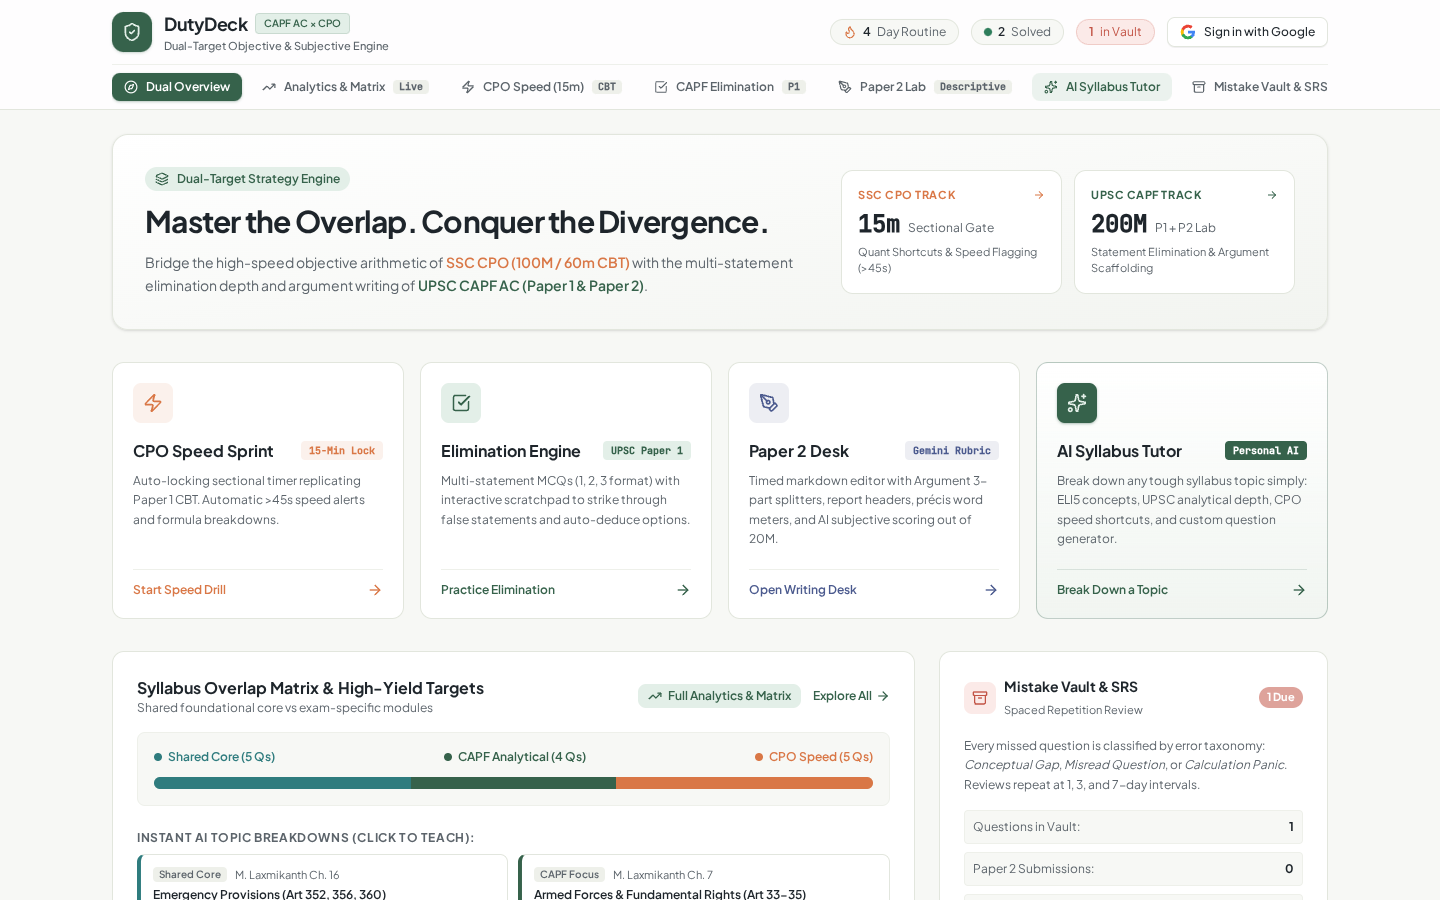 DutyDeck
CAPF AC × CPO
Dual-Target Objective & Subjective Engine
4 Day Routine
2 Solved
1 in Vault
Sign in with Google
Dual Overview
Analytics & Matrix Live
CPO Speed (15m) CBT
CAPF Elimination P1
Paper 2 Lab Descriptive
AI Syllabus Tutor
Mistake Vault & SRS
Dual-Target Strategy Engine
Master the Overlap. Conquer the Divergence.
Bridge the high-speed objective arithmetic of SSC CPO (100M / 60m CBT) with the multi-statement
elimination depth and argument writing of UPSC CAPF AC (Paper 1 & Paper 2).
SSC CPO TRACK
15m Sectional Gate
Quant Shortcuts & Speed Flagging
(>45s)
UPSC CAPF TRACK
200M P1 + P2 Lab
Statement Elimination & Argument
Scaffolding
CPO Speed Sprint
15-Min Lock
Auto-locking sectional timer replicating
Paper 1 CBT. Automatic >45s speed alerts
and formula breakdowns.
Start Speed Drill
Elimination Engine
UPSC Paper 1
Multi-statement MCQs (1, 2, 3 format) with
interactive scratchpad to strike through
false statements and auto-deduce options.
Practice Elimination
Paper 2 Desk
Gemini Rubric
Timed markdown editor with Argument 3-
part splitters, report headers, précis word
meters, and AI subjective scoring out of
20M.
Open Writing Desk
AI Syllabus Tutor
Personal AI
Break down any tough syllabus topic simply:
ELI5 concepts, UPSC analytical depth, CPO
speed shortcuts, and custom question
generator.
Break Down a Topic
Syllabus Overlap Matrix & High-Yield Targets
Shared foundational core vs exam-specific modules
Full Analytics & Matrix
Explore All
Shared Core (5 Qs)
CAPF Analytical (4 Qs)
CPO Speed (5 Qs)
INSTANT AI TOPIC BREAKDOWNS (CLICK TO TEACH):
Shared Core M. Laxmikanth Ch. 16
Emergency Provisions (Art 352, 356, 360)
CAPF Focus M. Laxmikanth Ch. 7
Armed Forces & Fundamental Rights (Art 33-35)
Mistake Vault & SRS
Spaced Repetition Review
1 Due
Every missed question is classified by error taxonomy:
Conceptual Gap, Misread Question, or Calculation Panic.
Reviews repeat at 1, 3, and 7-day intervals.
Questions in Vault: 1
Paper 2 Submissions: 0